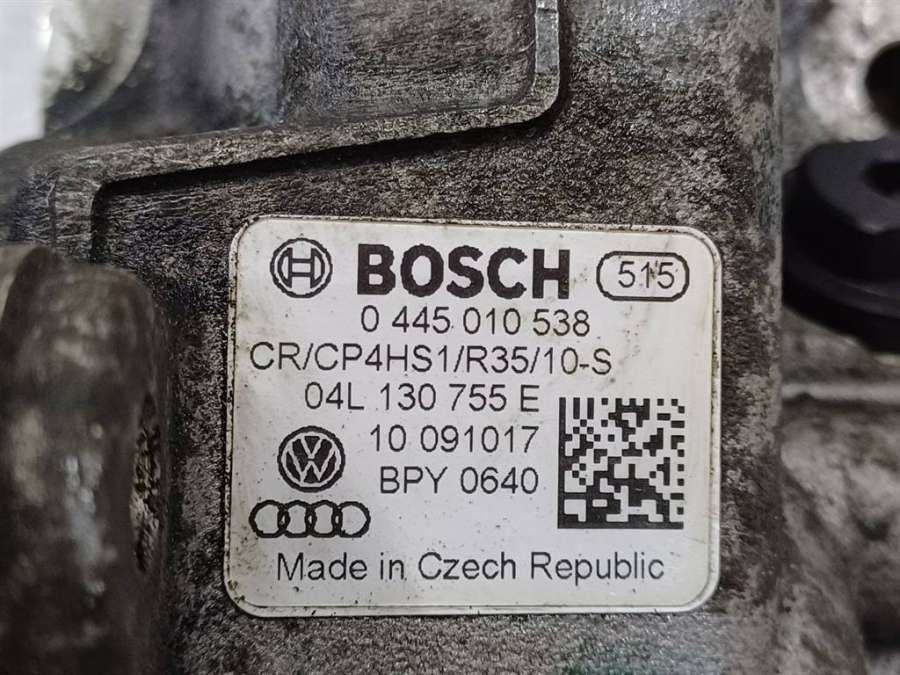 BOSCH 515
0 445 010 538
CR/CP4HS1/R35/10-S
04L 130 755 E
10 091017
BPY 0640
Made in Czech Republic